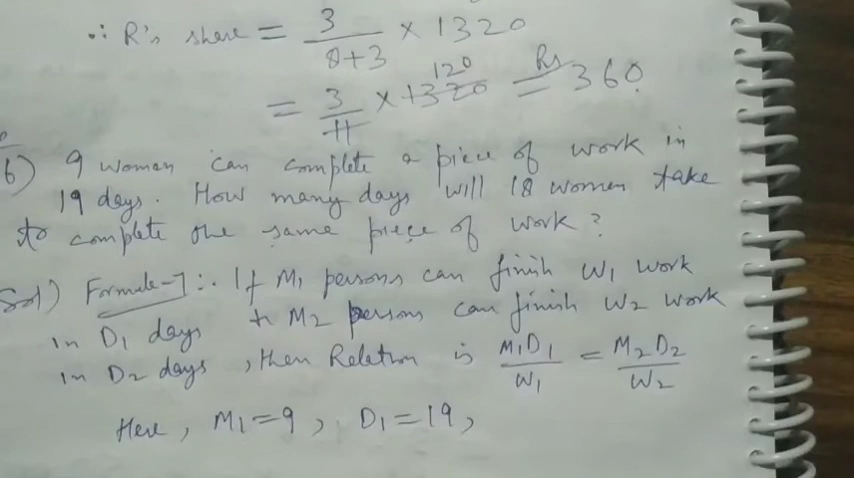 ∴ R's share = 3/(8+3) × 1320
= 3/11 × 1320 120 = Rs 360
6) 9 women can complete a piece of work in
19 days. How many days will 18 women take
to complete the same piece of work?
Sol) Formula-7:. If M1 persons can finish W1 work
in D1 days & M2 persons can finish W2 work
in D2 days, then Relation is M1D1/W1 = M2D2/W2
Here, M1=9, D1=19,